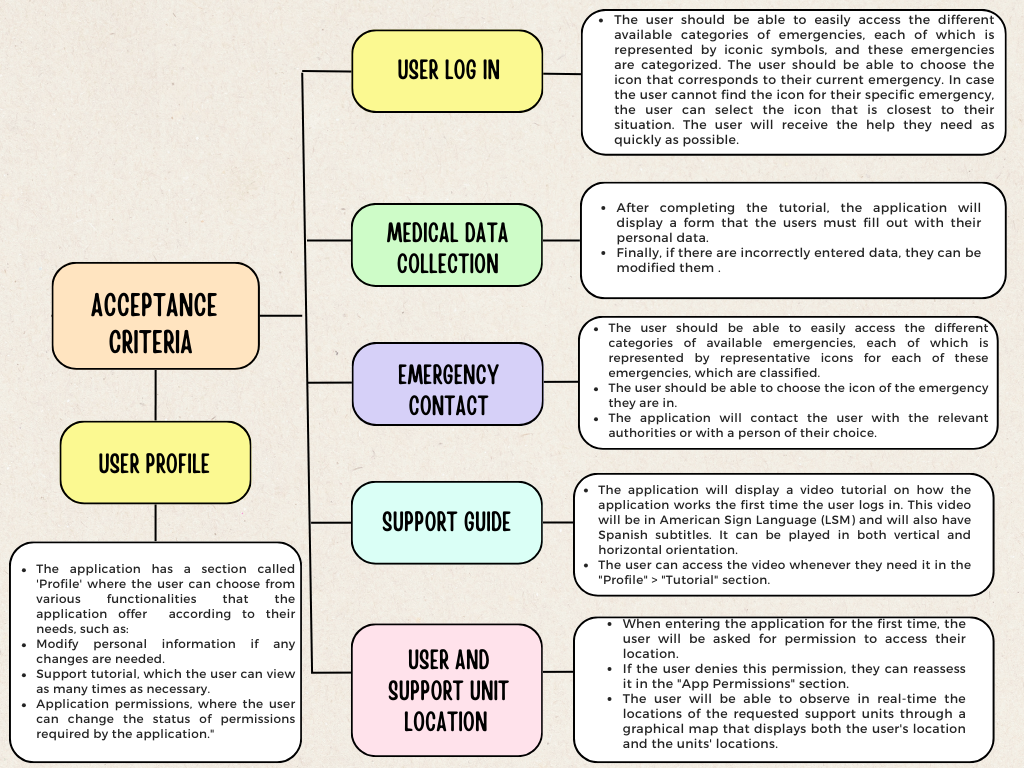 ACCEPTANCE
CRITERIA
USER PROFILE
• The application has a section called
'Profile' where the user can choose from
various functionalities that the
application offer according to their
needs, such as:
• Modify personal information if any
changes are needed.
• Support tutorial, which the user can view
as many times as necessary.
• Application permissions, where the user
can change the status of permissions
required by the application."
USER LOG IN
• The user should be able to easily access the different
available categories of emergencies, each of which is
represented by iconic symbols, and these emergencies
are categorized. The user should be able to choose the
icon that corresponds to their current emergency. In case
the user cannot find the icon for their specific emergency,
the user can select the icon that is closest to their
situation. The user will receive the help they need as
quickly as possible.
MEDICAL DATA
COLLECTION
• After completing the tutorial, the application will
display a form that the users must fill out with their
personal data.
• Finally, if there are incorrectly entered data, they can be
modified them .
EMERGENCY
CONTACT
• The user should be able to easily access the different
categories of available emergencies, each of which is
represented by representative icons for each of these
emergencies, which are classified.
• The user should be able to choose the icon of the emergency
they are in.
• The application will contact the user with the relevant
authorities or with a person of their choice.
SUPPORT GUIDE
• The application will display a video tutorial on how the
application works the first time the user logs in. This video
will be in American Sign Language (LSM) and will also have
Spanish subtitles. It can be played in both vertical and
horizontal orientation.
• The user can access the video whenever they need it in the
"Profile" > "Tutorial" section.
USER AND
SUPPORT UNIT
LOCATION
• When entering the application for the first time, the
user will be asked for permission to access their
location.
• If the user denies this permission, they can reassess
it in the "App Permissions" section.
• The user will be able to observe in real-time the
locations of the requested support units through a
graphical map that displays both the user's location
and the units' locations.